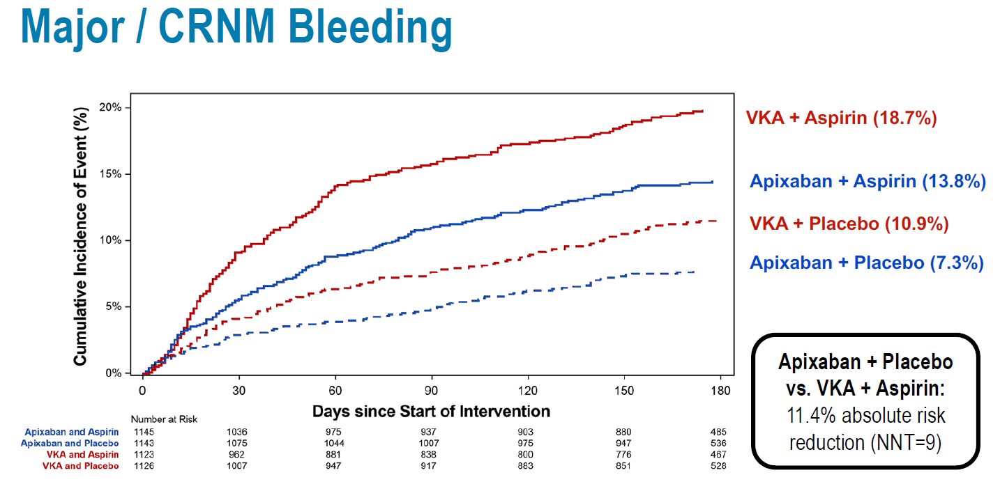 Major / CRNM Bleeding
Cumulative Incidence of Event (%)
20%
15%
10%
5%
0%
0 30 60 90 120 150 180
Days since Start of Intervention
VKA + Aspirin (18.7%)
Apixaban + Aspirin (13.8%)
VKA + Placebo (10.9%)
Apixaban + Placebo (7.3%)
Apixaban + Placebo
vs. VKA + Aspirin:
11.4% absolute risk
reduction (NNT=9)
Number at Risk
Apixaban and Aspirin 1145 1036 975 937 903 880 485
Apixaban and Placebo 1143 1075 1044 1007 975 947 536
VKA and Aspirin 1123 962 881 838 800 776 467
VKA and Placebo 1126 1007 947 917 883 851 528